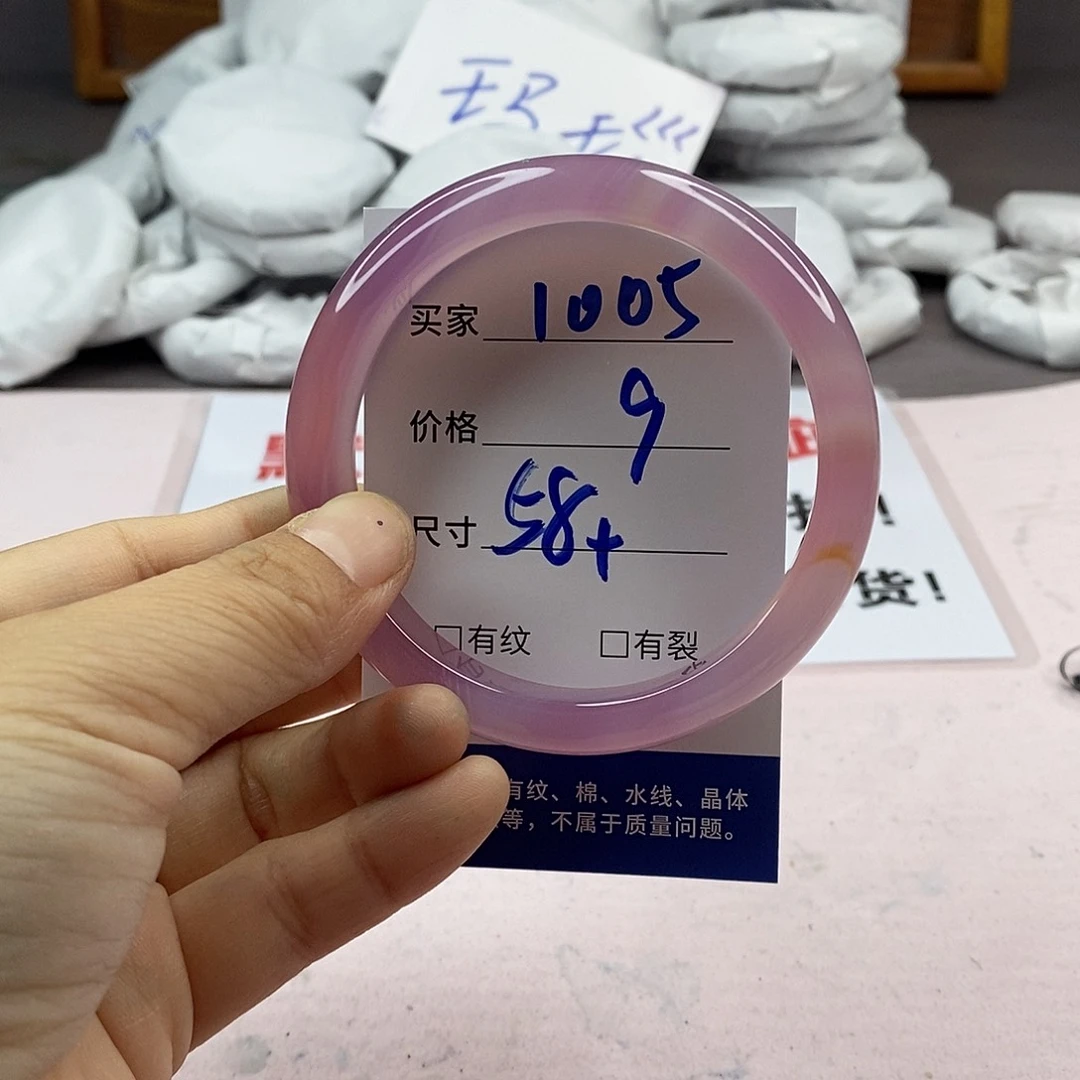 买家 1005
价格 9
尺寸 58+
□有纹 □有裂
有纹、棉、水线、晶体
等，不属于质量问题。
货!